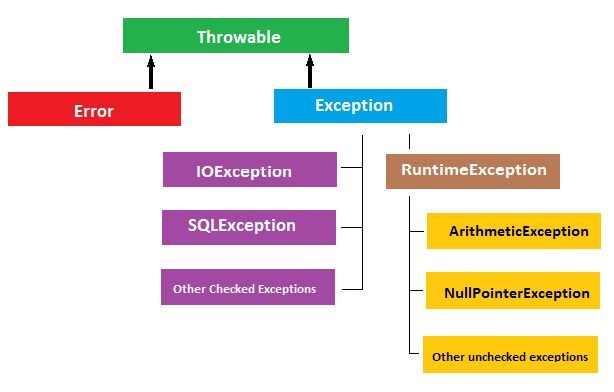 Throwable
Error
Exception
IOException
RuntimeException
SQLException
ArithmeticException
Other Checked Exceptions
NullPointerException
Other unchecked exceptions